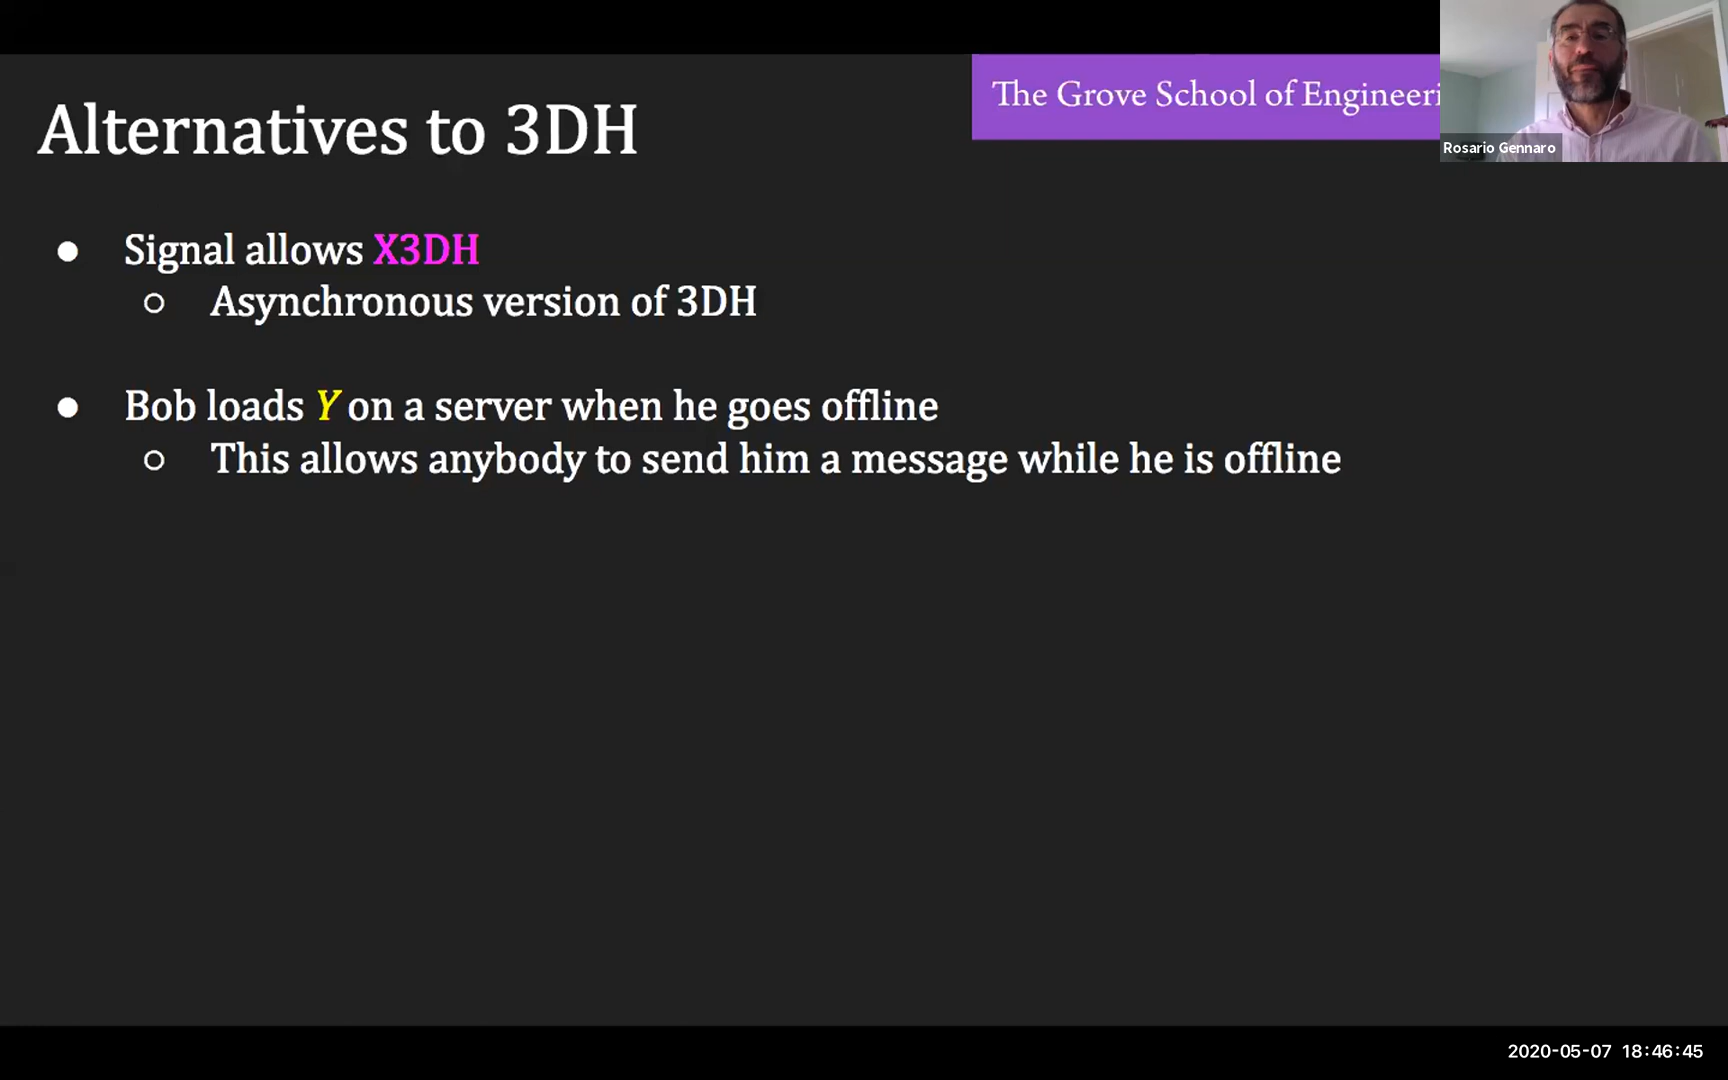 The Grove School of Engineeri
Rosario Gennaro
Alternatives to 3DH
● Signal allows X3DH
○ Asynchronous version of 3DH
● Bob loads Y on a server when he goes offline
○ This allows anybody to send him a message while he is offline
2020-05-07 18:46:45